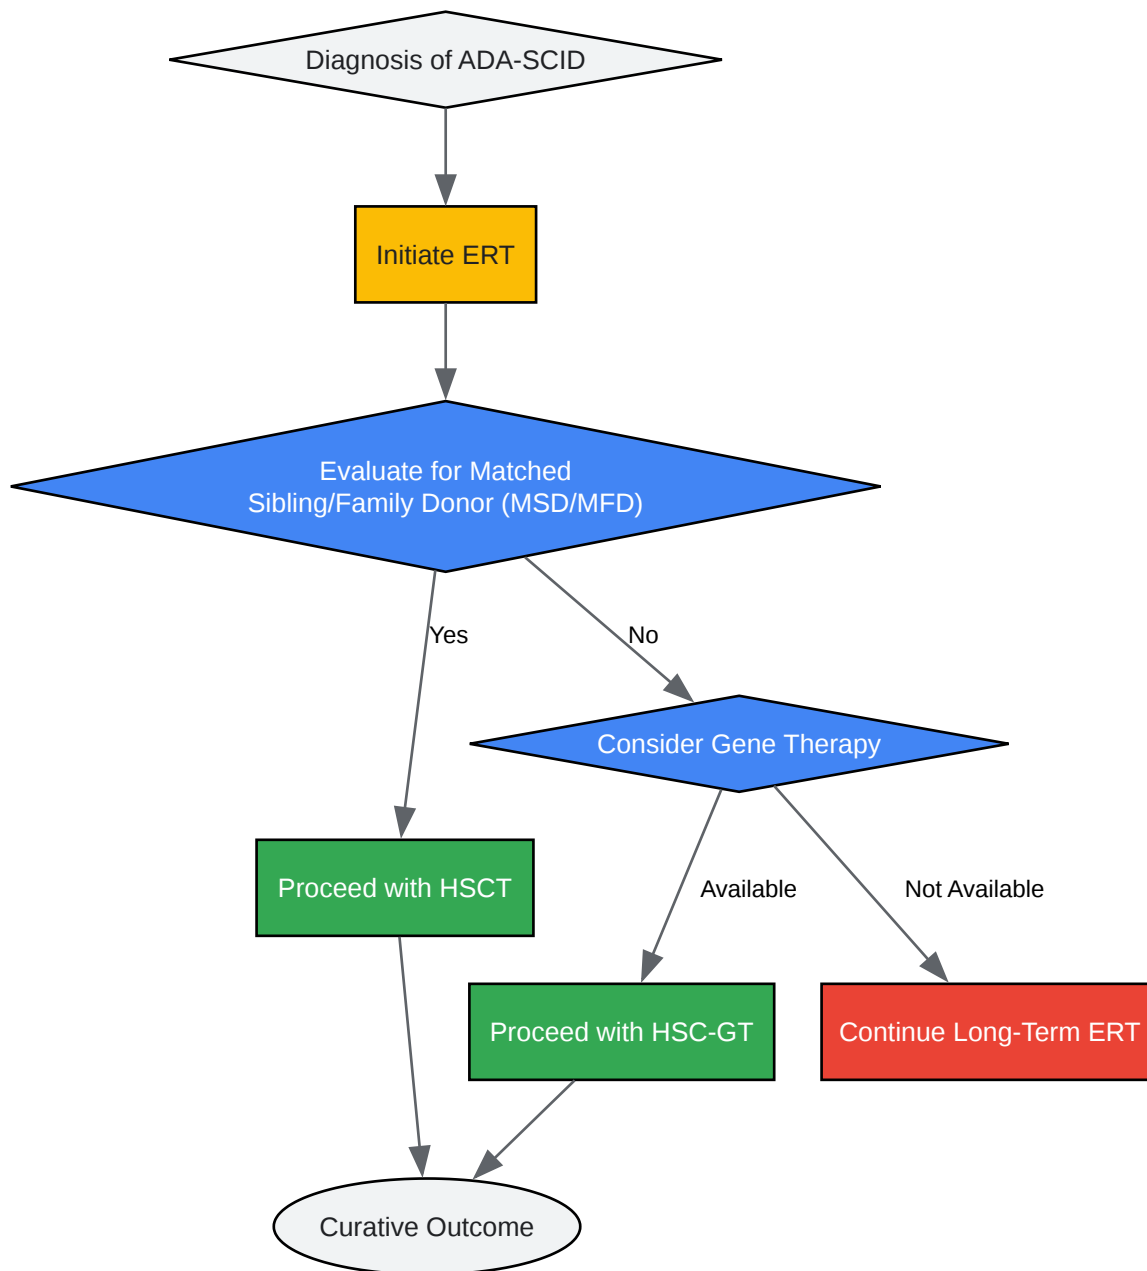 Diagnosis of ADA-SCID
Initiate ERT
Evaluate for Matched
Sibling/Family Donor (MSD/MFD)
Yes
No
Consider Gene Therapy
Proceed with HSCT
Available
Not Available
Proceed with HSC-GT
Continue Long-Term ERT
Curative Outcome